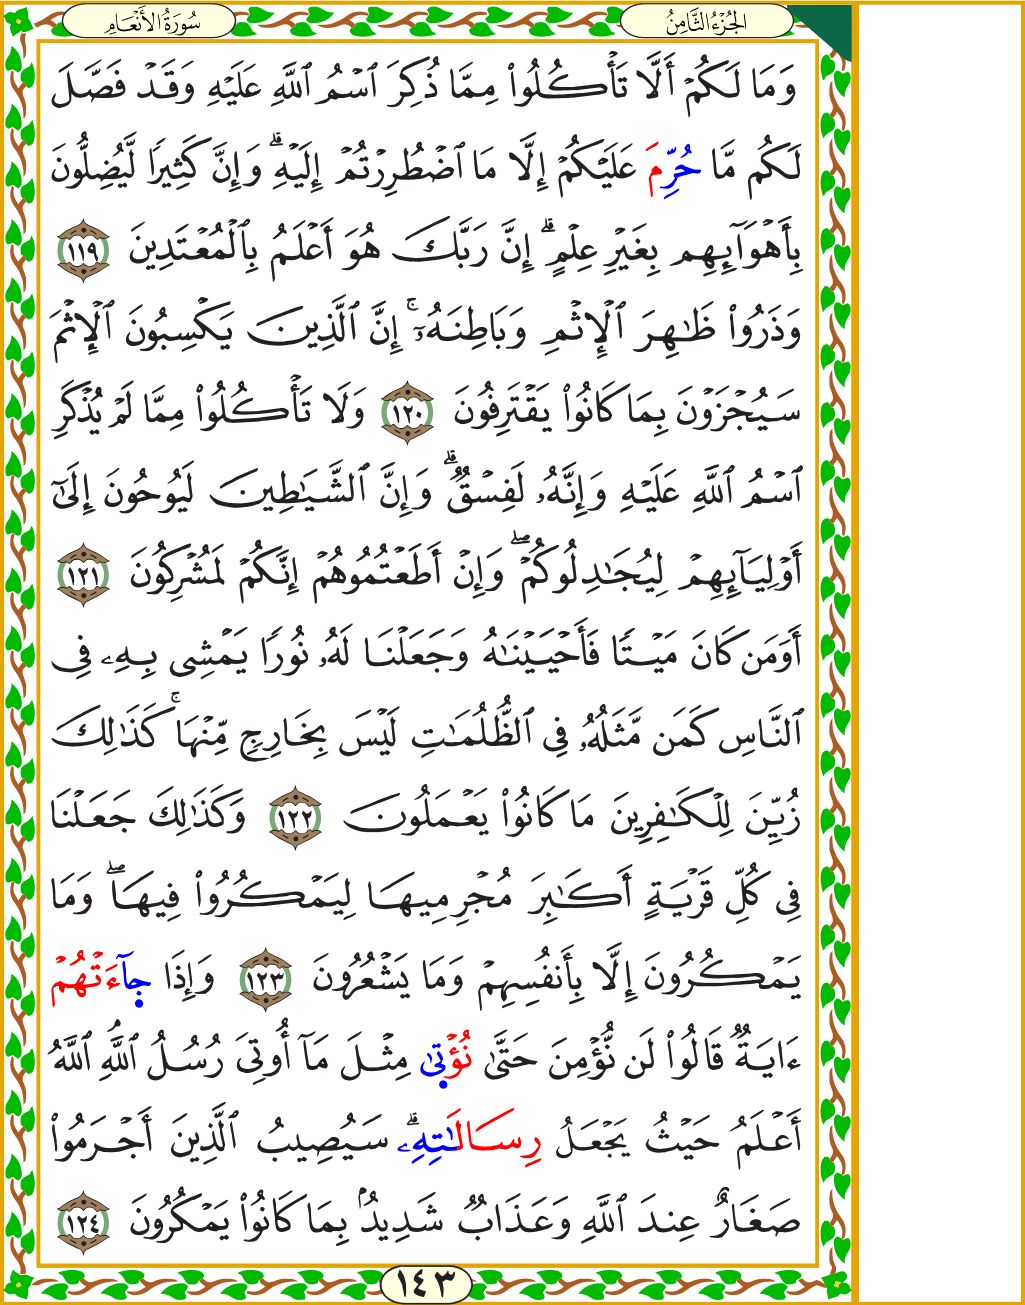 الجُزْءُ الثَّامِنُ
سُورَةُ الأَنْعَامِ
وَمَا لَكُمْ أَلَّا تَأْكُلُواْ مِمَّا ذُكِرَ ٱسْمُ ٱللَّهِ عَلَيْهِ وَقَدْ فَصَّلَ
لَكُم مَّا حُرِّمَ عَلَيْكُمْ إِلَّا مَا ٱضْطُرِرْتُمْ إِلَيْهِۗ وَإِنَّ كَثِيرٗا لَّيُضِلُّونَ
بِأَهْوَآئِهِم بِغَيْرِ عِلْمٍۗ إِنَّ رَبَّكَ هُوَ أَعْلَمُ بِٱلْمُعْتَدِينَ ١١٩
وَذَرُواْ ظَٰهِرَ ٱلْإِثْمِ وَبَاطِنَهُۥٓۚ إِنَّ ٱلَّذِينَ يَكْسِبُونَ ٱلْإِثْمَ
سَيُجْزَوْنَ بِمَا كَانُواْ يَقْتَرِفُونَ ١٢٠ وَلَا تَأْكُلُواْ مِمَّا لَمْ يُذْكَرِ
ٱسْمُ ٱللَّهِ عَلَيْهِ وَإِنَّهُۥ لَفِسْقٌۗ وَإِنَّ ٱلشَّيَٰطِينَ لَيُوحُونَ إِلَىٰٓ
أَوْلِيَآئِهِمْ لِيُجَٰدِلُوكُمْۖ وَإِنْ أَطَعْتُمُوهُمْ إِنَّكُمْ لَمُشْرِكُونَ ١٢١
أَوَمَن كَانَ مَيْتٗا فَأَحْيَيْنَٰهُ وَجَعَلْنَا لَهُۥ نُورٗا يَمْشِي بِهِۦ فِي
ٱلنَّاسِ كَمَن مَّثَلُهُۥ فِي ٱلظُّلُمَٰتِ لَيْسَ بِخَارِجٍ مِّنْهَاۚ كَذَٰلِكَ
زُيِّنَ لِلْكَٰفِرِينَ مَا كَانُواْ يَعْمَلُونَ ١٢٢ وَكَذَٰلِكَ جَعَلْنَا
فِي كُلِّ قَرْيَةٍ أَكَٰبِرَ مُجْرِمِيهَا لِيَمْكُرُواْ فِيهَاۖ وَمَا
يَمْكُرُونَ إِلَّا بِأَنفُسِهِمْ وَمَا يَشْعُرُونَ ١٢٣ وَإِذَا جَآءَتْهُمْ
ءَايَةٌ قَالُواْ لَن نُّؤْمِنَ حَتَّىٰ نُؤْتَىٰ مِثْلَ مَآ أُوتِيَ رُسُلُ ٱللَّهِۘ ٱللَّهُ
أَعْلَمُ حَيْثُ يَجْعَلُ رِسَالَٰتِهِۦۗ سَيُصِيبُ ٱلَّذِينَ أَجْرَمُواْ
صَغَارٌ عِندَ ٱللَّهِ وَعَذَابٌ شَدِيدُۢ بِمَا كَانُواْ يَمْكُرُونَ ١٢٤
١٤٣